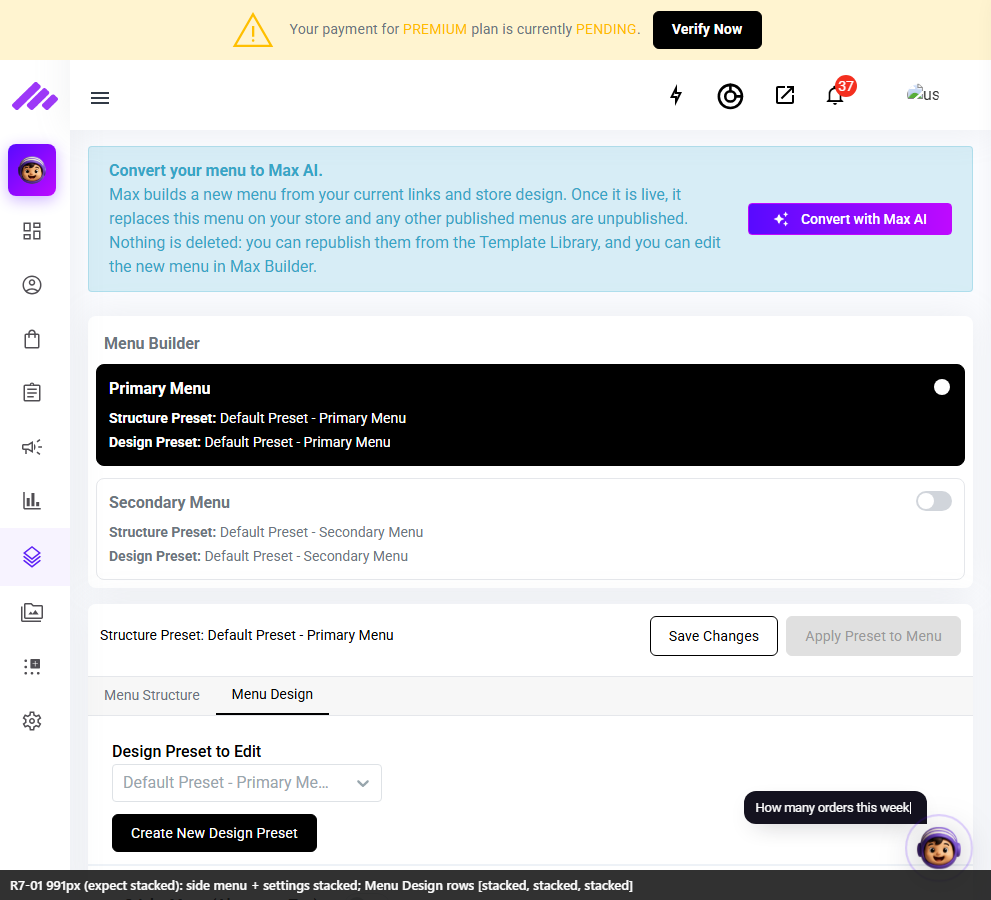 Your payment for PREMIUM plan is currently PENDING.
Verify Now
37
us
Convert your menu to Max AI.
Max builds a new menu from your current links and store design. Once it is live, it
replaces this menu on your store and any other published menus are unpublished.
Nothing is deleted: you can republish them from the Template Library, and you can edit
the new menu in Max Builder.
Convert with Max AI
Menu Builder
Primary Menu
Structure Preset: Default Preset - Primary Menu
Design Preset: Default Preset - Primary Menu
Secondary Menu
Structure Preset: Default Preset - Secondary Menu
Design Preset: Default Preset - Secondary Menu
Structure Preset: Default Preset - Primary Menu
Save Changes
Apply Preset to Menu
Menu Structure
Menu Design
Design Preset to Edit
Default Preset - Primary Me...
Create New Design Preset
How many orders this week
R7-01 991px (expect stacked): side menu + settings stacked; Menu Design rows [stacked, stacked, stacked]